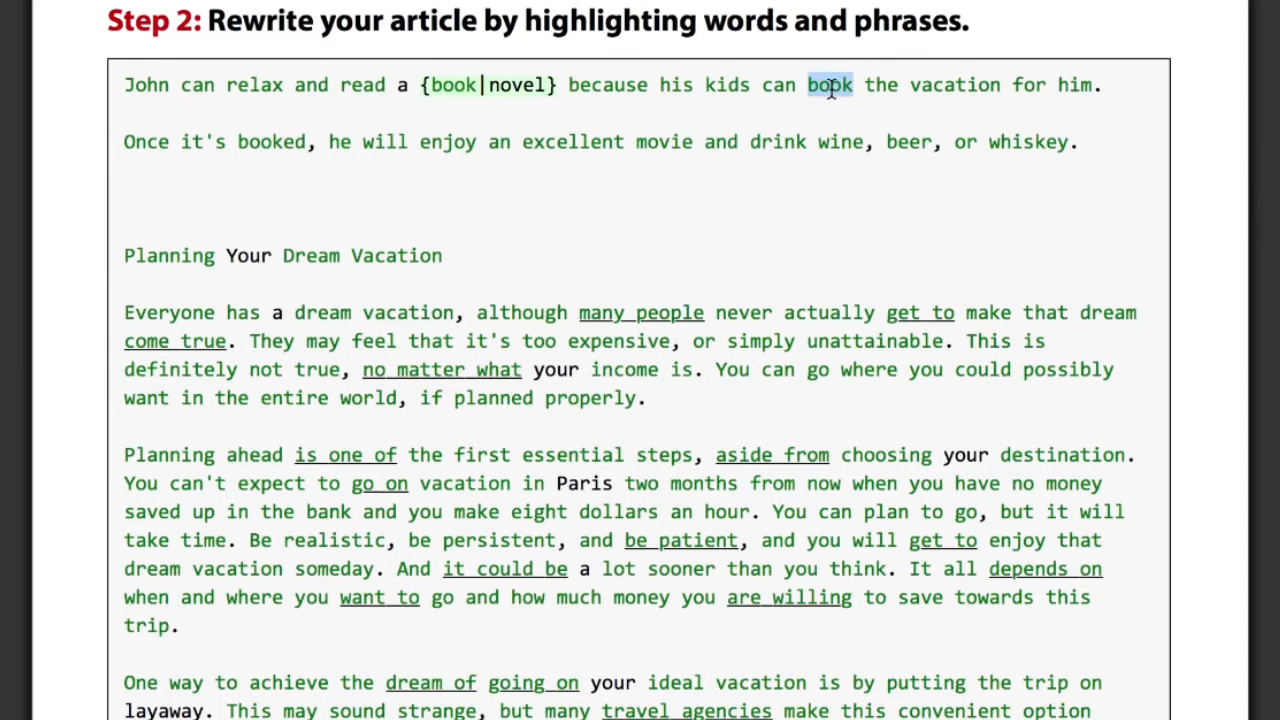 Step 2: Rewrite your article by highlighting words and phrases.
John can relax and read a {book|novel} because his kids can book the vacation for him.
Once it's booked, he will enjoy an excellent movie and drink wine, beer, or whiskey.
Planning Your Dream Vacation
Everyone has a dream vacation, although many people never actually get to make that dream
come true. They may feel that it's too expensive, or simply unattainable. This is
definitely not true, no matter what your income is. You can go where you could possibly
want in the entire world, if planned properly.
Planning ahead is one of the first essential steps, aside from choosing your destination.
You can't expect to go on vacation in Paris two months from now when you have no money
saved up in the bank and you make eight dollars an hour. You can plan to go, but it will
take time. Be realistic, be persistent, and be patient, and you will get to enjoy that
dream vacation someday. And it could be a lot sooner than you think. It all depends on
when and where you want to go and how much money you are willing to save towards this
trip.
One way to achieve the dream of going on your ideal vacation is by putting the trip on
layaway. This may sound strange, but many travel agencies make this convenient option